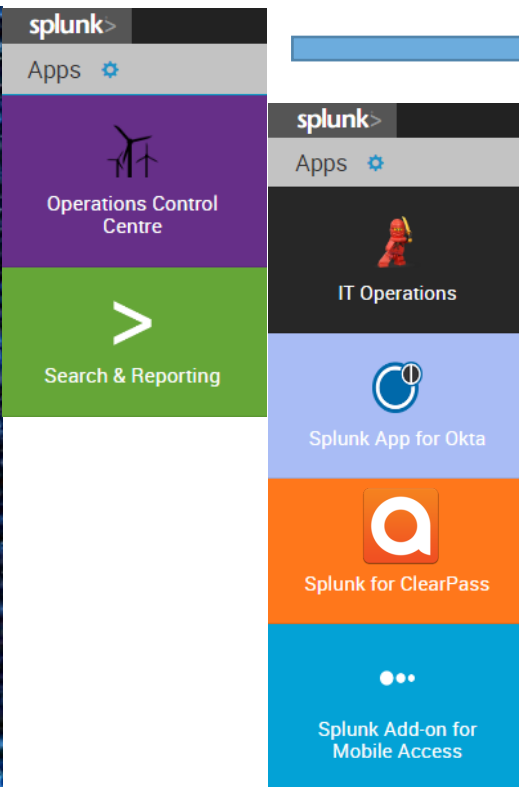 splunk>
Apps
Operations Control
Centre
>
Search & Reporting
splunk>
Apps
IT Operations
Splunk App for Okta
Splunk for ClearPass
Splunk Add-on for
Mobile Access